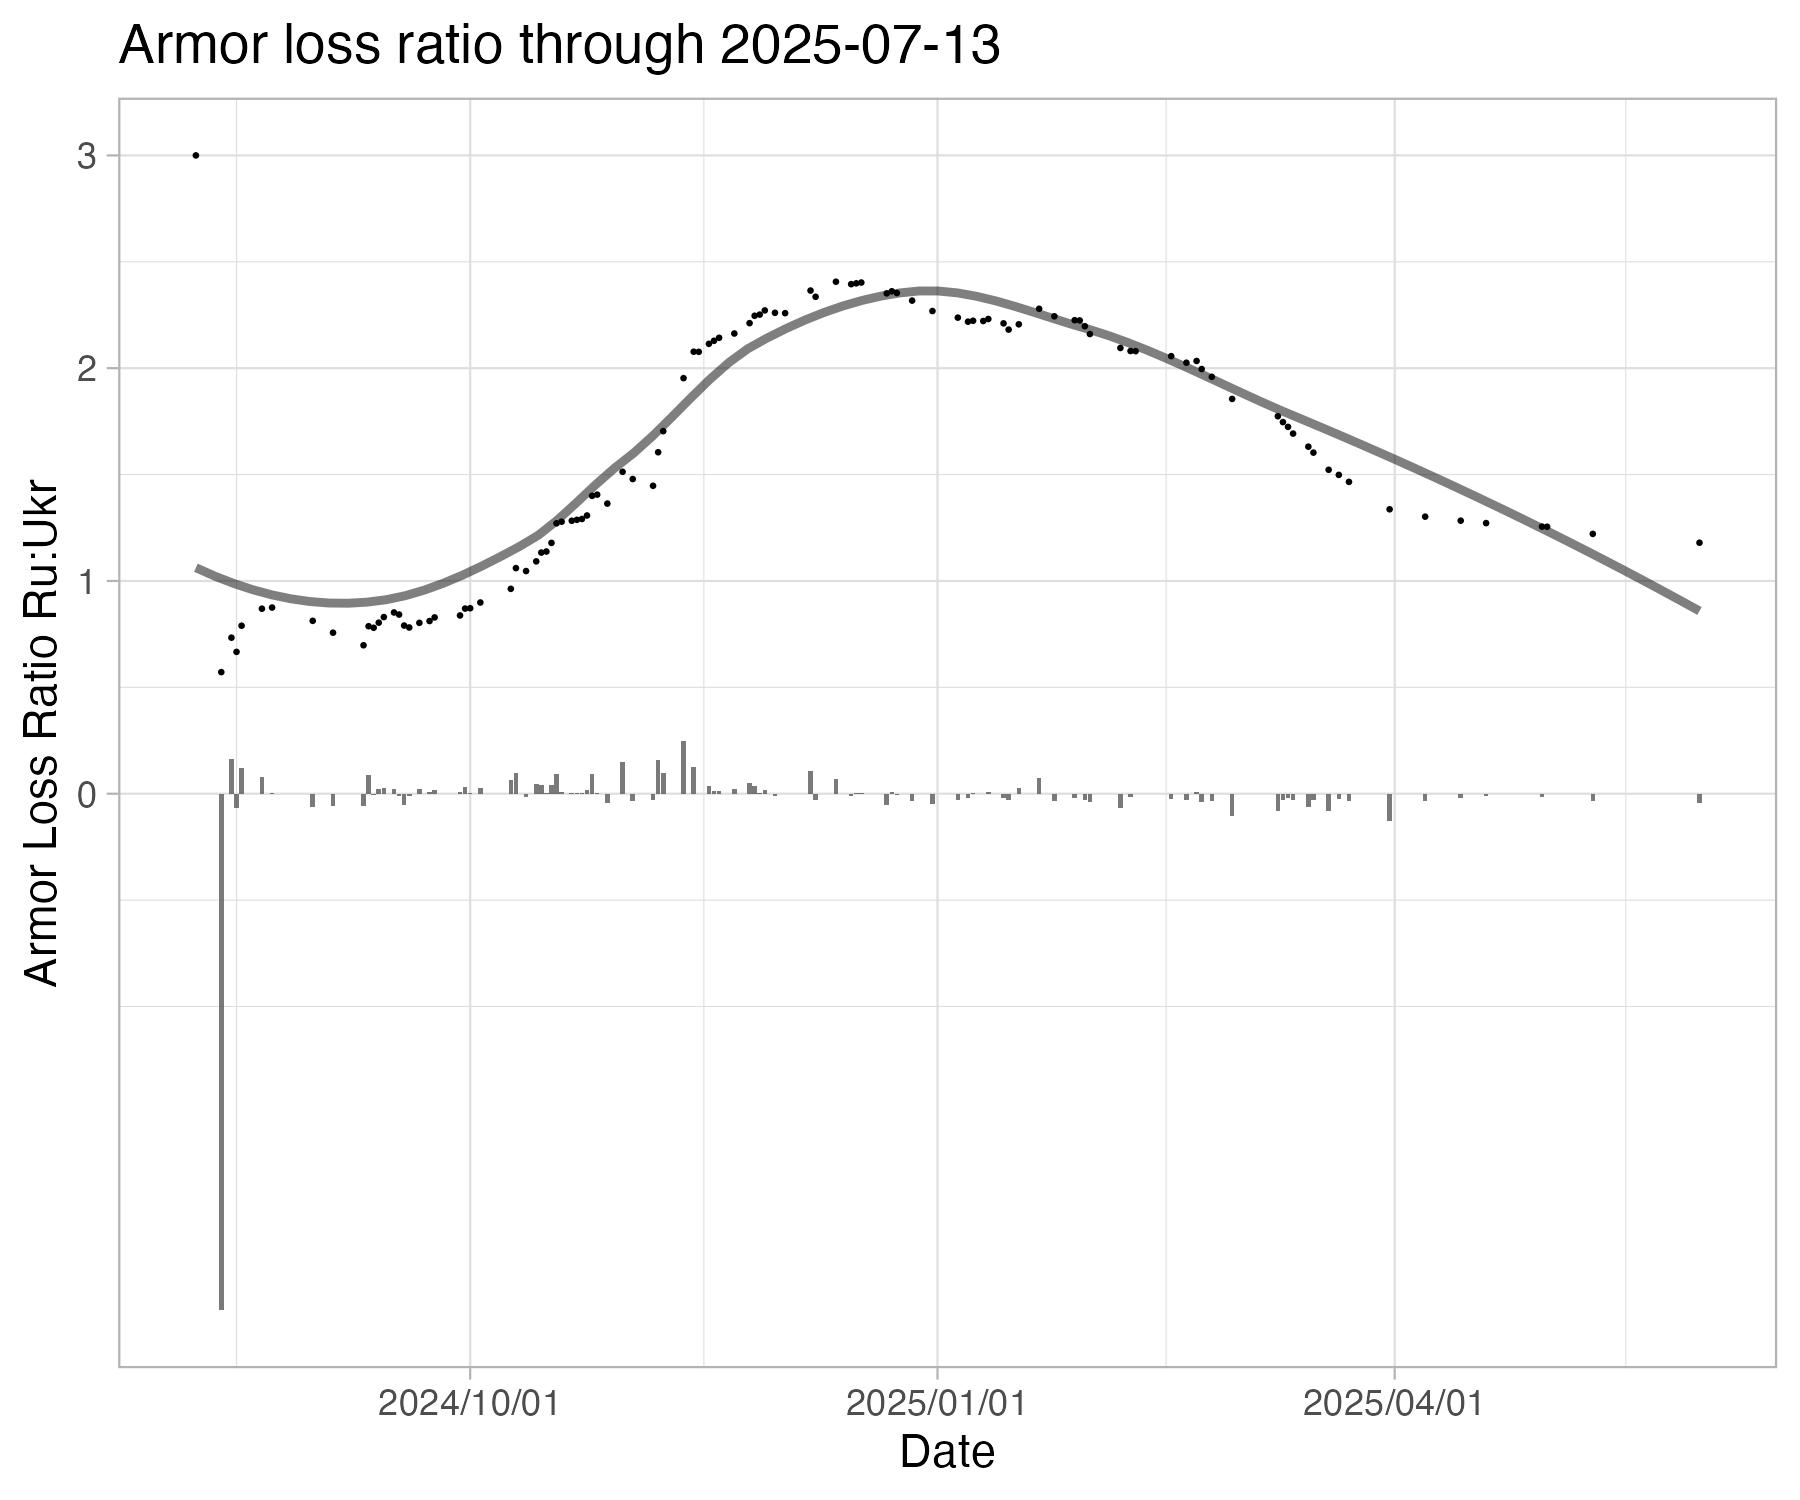 Armor loss ratio through 2025-07-13
Armor Loss Ratio Ru:Ukr
3
2
1
0
2024/10/01
2025/01/01
2025/04/01
Date